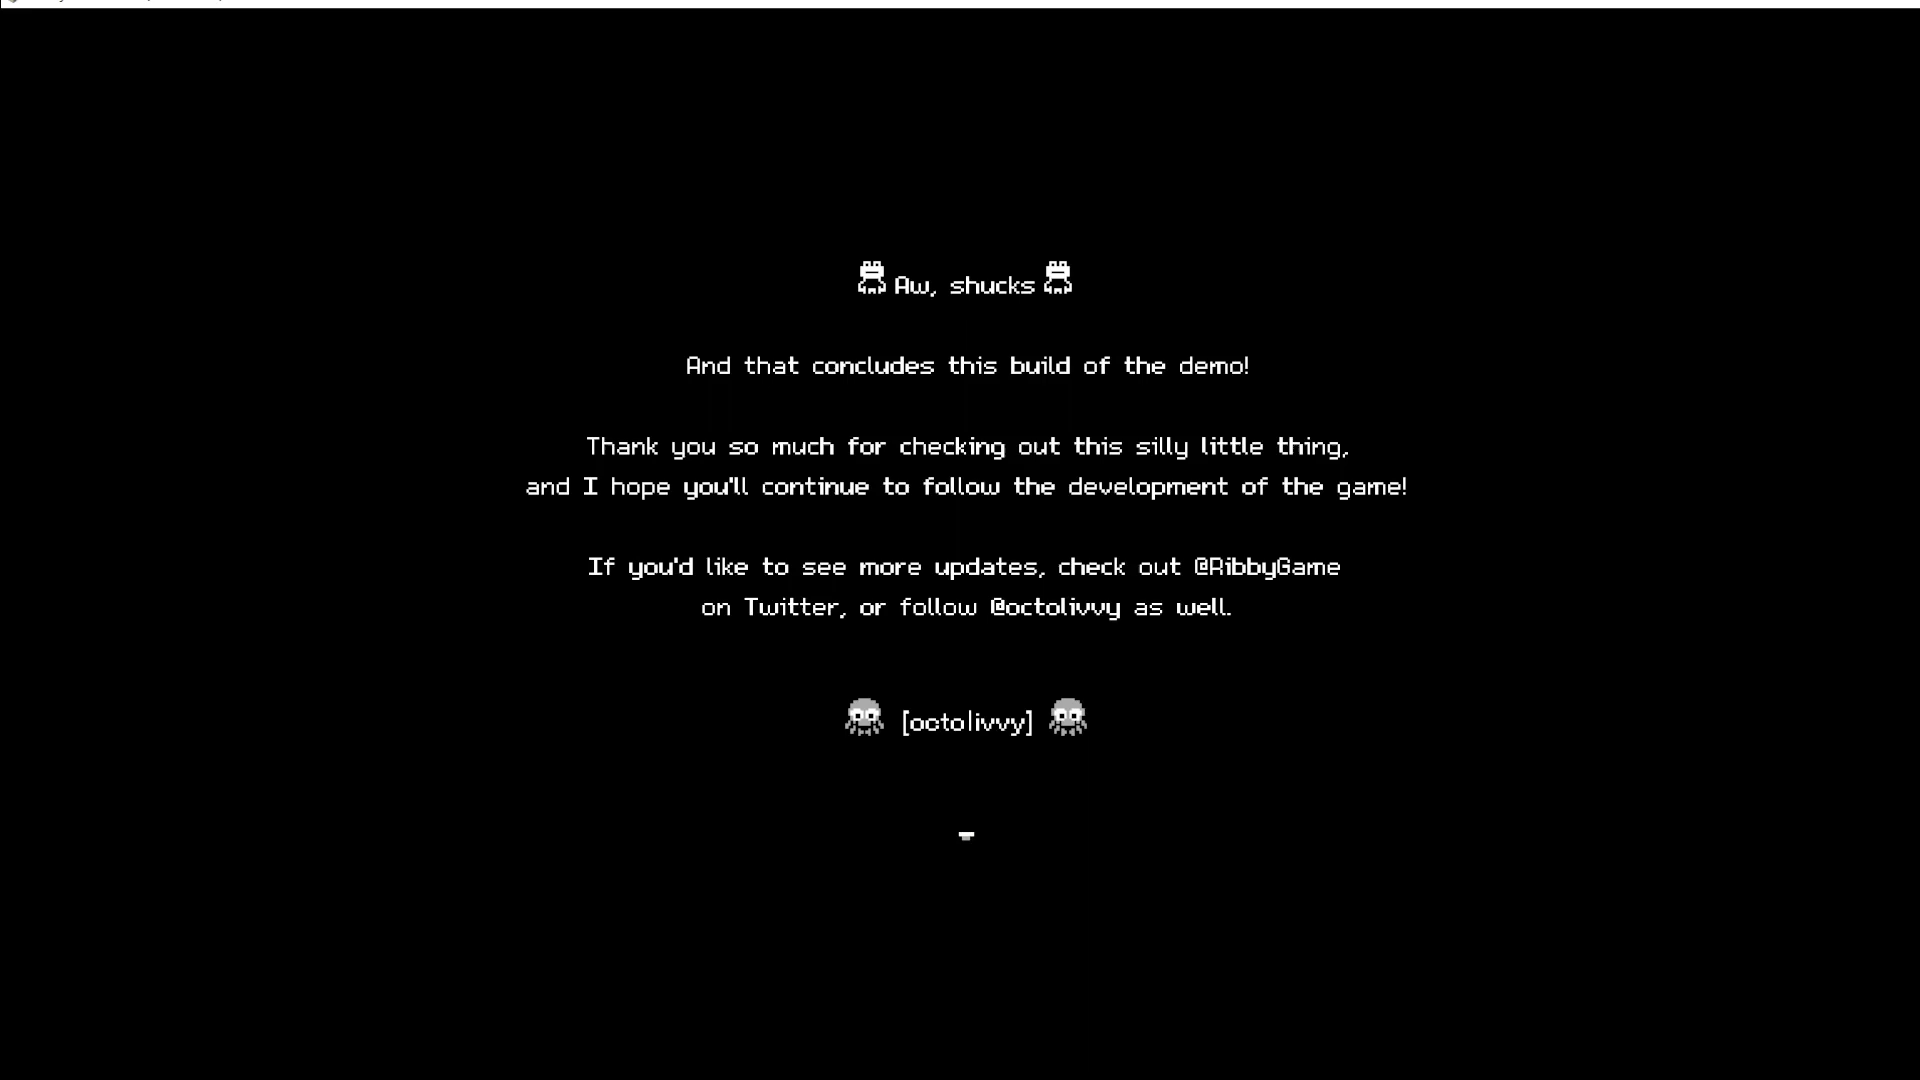 Aw, shucks
And that concludes this build of the demo!
Thank you so much for checking out this silly little thing,
and I hope you'll continue to follow the development of the game!
If you'd like to see more updates, check out @RibbyGame
on Twitter, or follow @octolivvy as well.
[octolivvy]